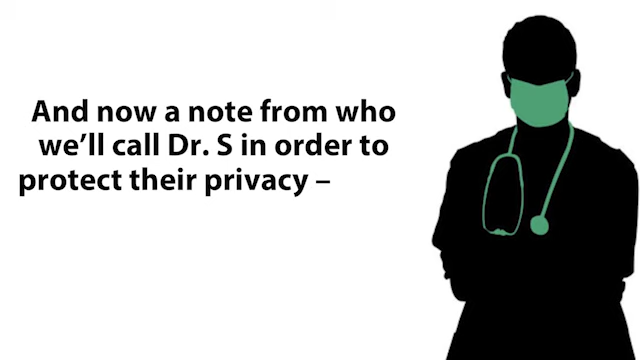 And now a note from who
we’ll call Dr. S in order to
protect their privacy –